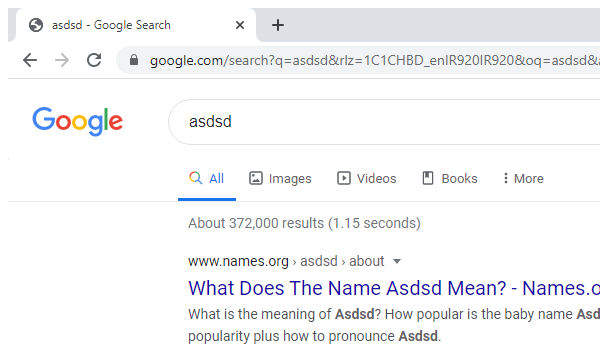 asdsd - Google Search
google.com/search?q=asdsd&rlz=1C1CHBD_enIR920IR920&oq=asdsd&
Google
asdsd
All Images Videos Books More
About 372,000 results (1.15 seconds)
www.names.org › asdsd › about
What Does The Name Asdsd Mean? - Names.o
What is the meaning of Asdsd? How popular is the baby name Asd
popularity plus how to pronounce Asdsd.